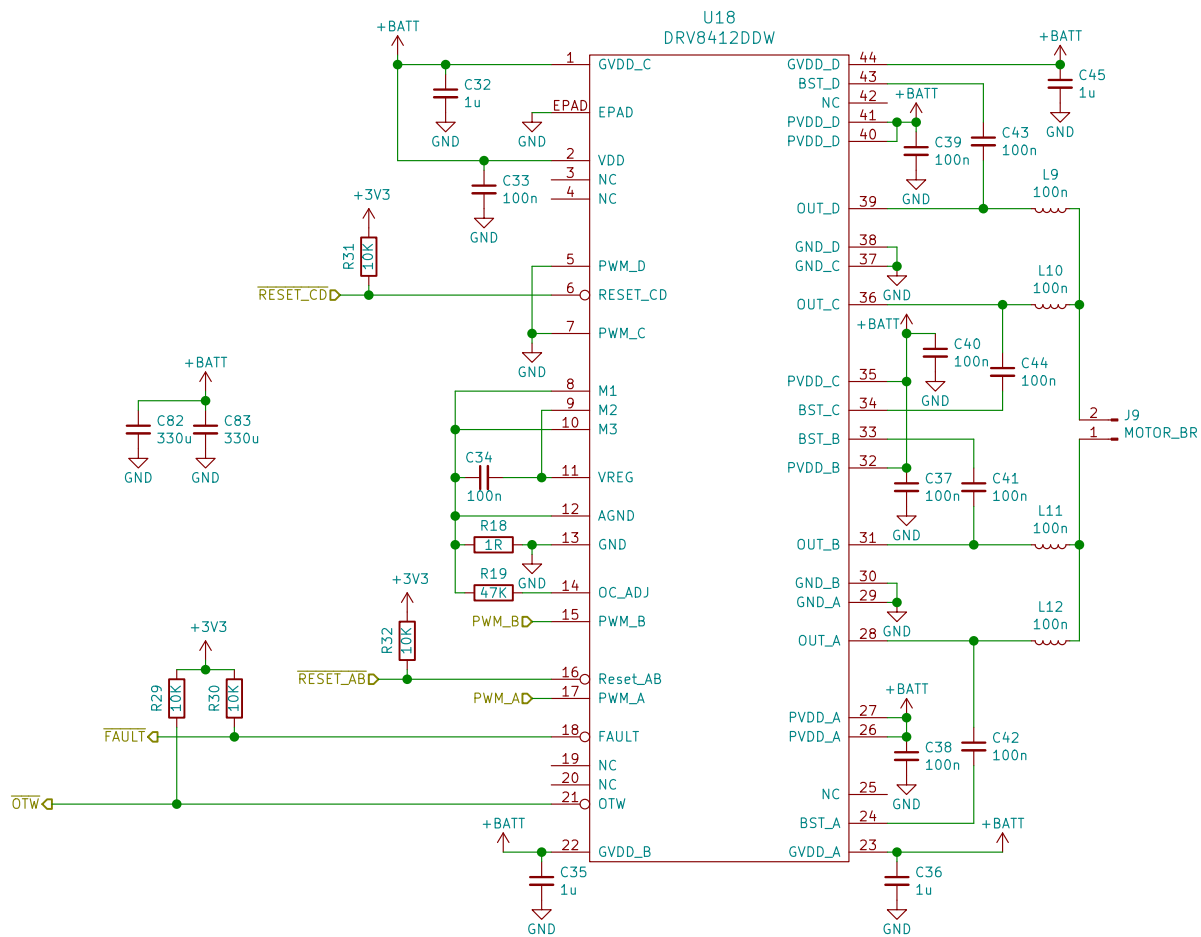 U18
DRV8412DDW
+BATT
1
GVDD_C
C32
1u
GND
EPAD
EPAD
GND
2
VDD
3
NC
4
NC
C33
100n
GND
+3V3
R31
10K
RESET_CD
5
PWM_D
6
RESET_CD
7
PWM_C
GND
+BATT
C82
330u
C83
330u
GND
GND
8
M1
9
M2
10
M3
C34
100n
11
VREG
12
AGND
R18
1R
13
GND
GND
R19
47K
14
OC_ADJ
PWM_B
15
PWM_B
+3V3
R32
10K
RESET_AB
16
Reset_AB
PWM_A
17
PWM_A
+3V3
R29
10K
R30
10K
FAULT
18
FAULT
19
NC
20
NC
OTW
21
OTW
+BATT
22
GVDD_B
C35
1u
GND
GVDD_D
44
+BATT
C45
1u
GND
BST_D
43
NC
42
+BATT
PVDD_D
41
PVDD_D
40
C39
100n
GND
C43
100n
OUT_D
39
L9
100n
GND_D
38
GND_C
37
GND
OUT_C
36
L10
100n
+BATT
C40
100n
GND
C44
100n
PVDD_C
35
BST_C
34
BST_B
33
PVDD_B
32
C37
100n
GND
C41
100n
2
1
J9
MOTOR_BR
OUT_B
31
L11
100n
GND_B
30
GND_A
29
GND
OUT_A
28
L12
100n
+BATT
PVDD_A
27
PVDD_A
26
C38
100n
GND
C42
100n
NC
25
BST_A
24
GVDD_A
23
+BATT
C36
1u
GND